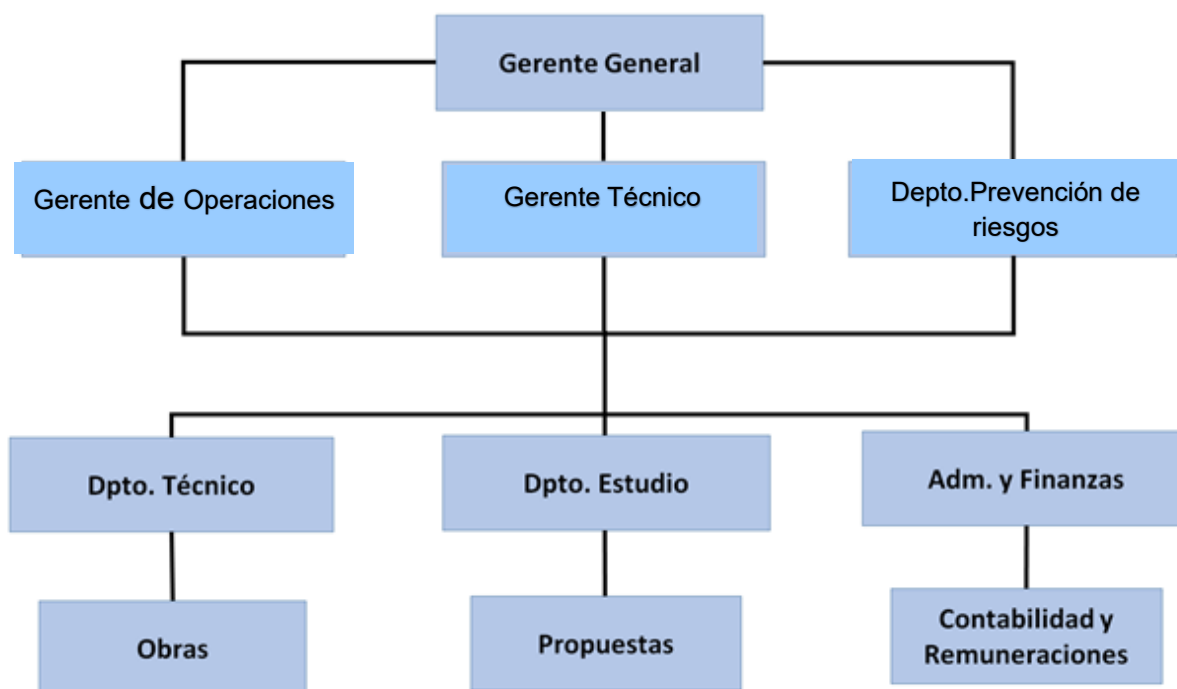 Gerente General
Gerente de Operaciones
Gerente Técnico
Depto.Prevención de
riesgos
Dpto. Técnico
Dpto. Estudio
Adm. y Finanzas
Obras
Propuestas
Contabilidad y
Remuneraciones